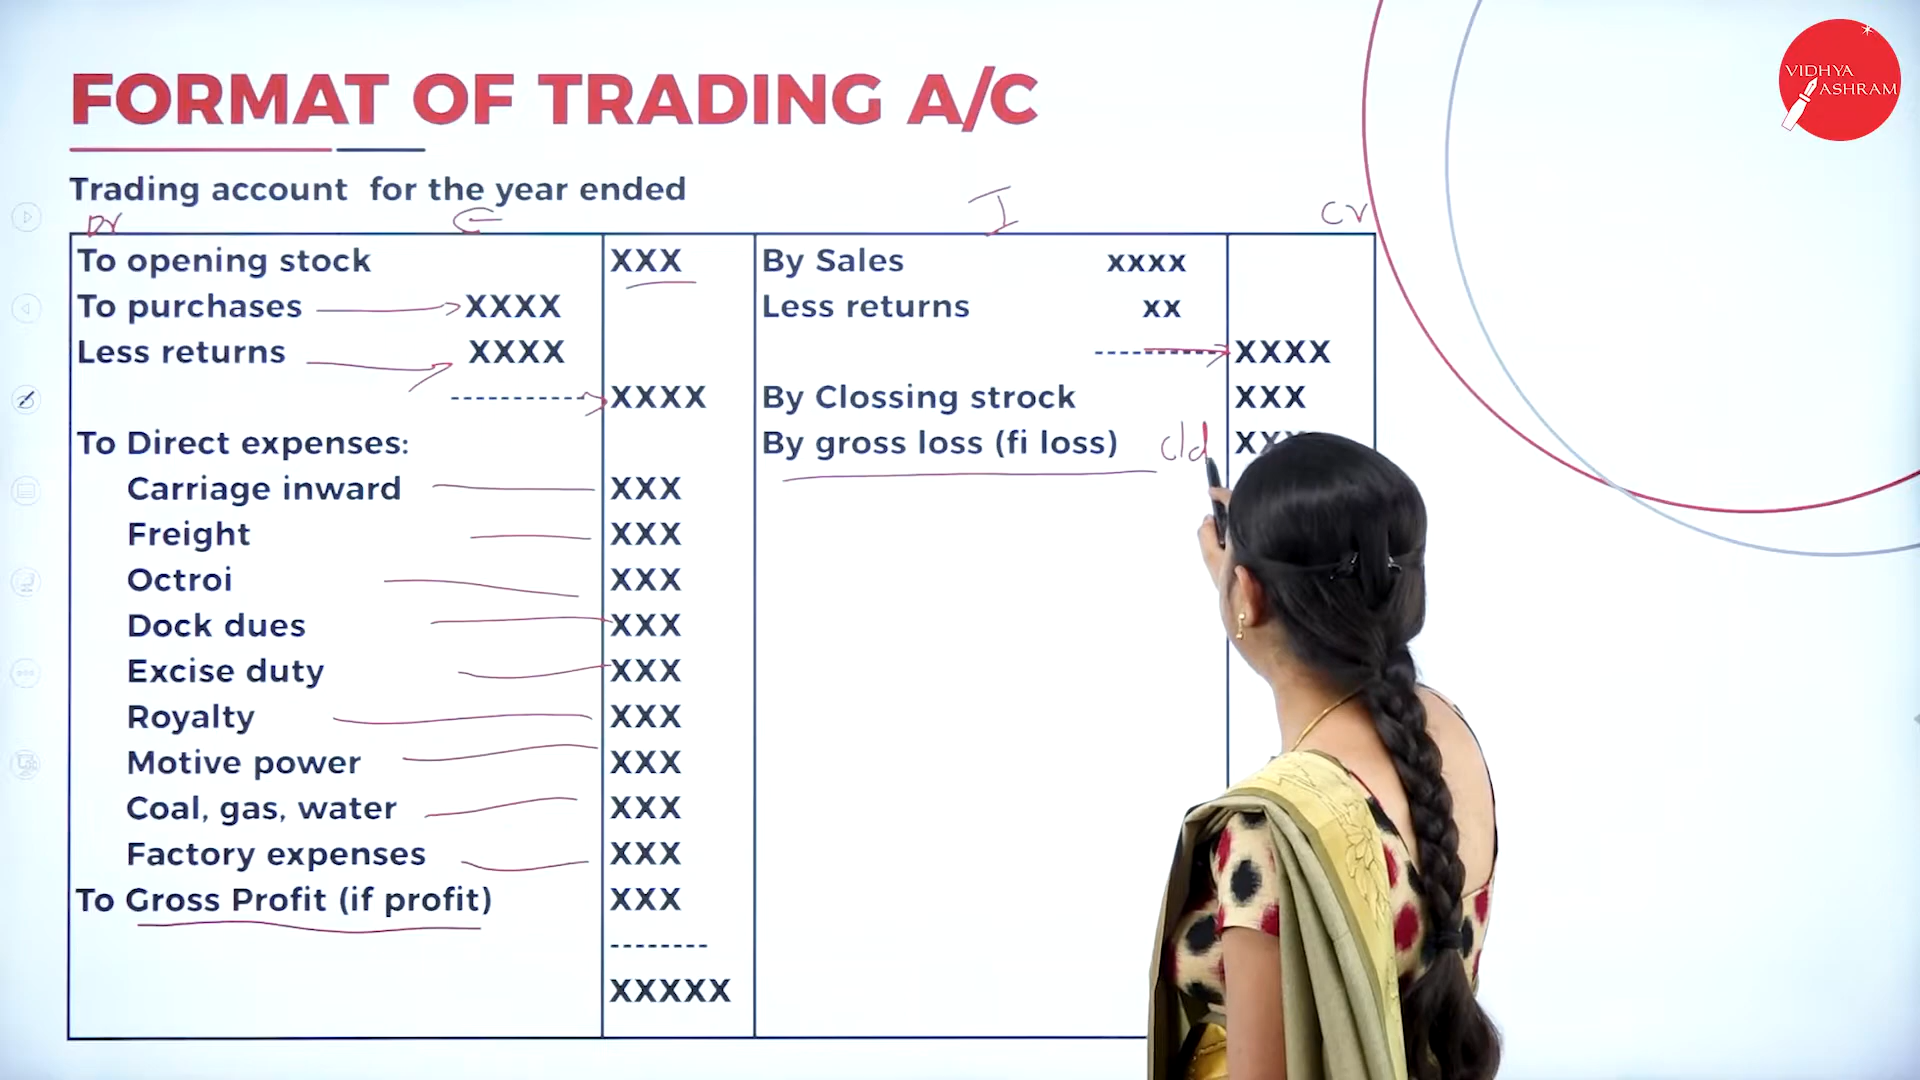 FORMAT OF TRADING A/C
VIDHYA
ASHRAM
Trading account for the year ended
Dr
E
I
Cr
To opening stock XXX
To purchases XXXX
Less returns XXXX
XXXX
To Direct expenses:
Carriage inward XXX
Freight XXX
Octroi XXX
Dock dues XXX
Excise duty XXX
Royalty XXX
Motive power XXX
Coal, gas, water XXX
Factory expenses XXX
To Gross Profit (if profit) XXX
XXXXX
By Sales xxxx
Less returns xx
XXXX
By Clossing strock XXX
By gross loss (fi loss) c/d